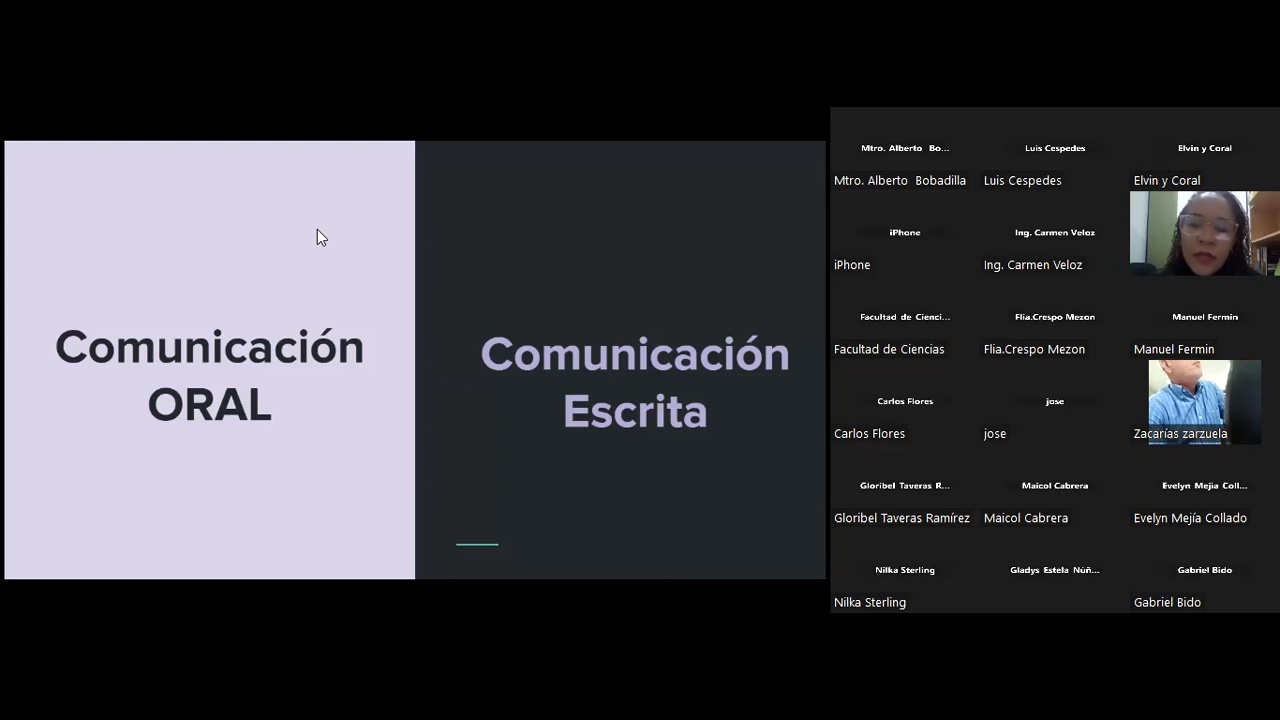 Comunicación
ORAL
Comunicación
Escrita
Mtro. Alberto Bo...
Luis Cespedes
Elvin y Coral
Mtro. Alberto Bobadilla
Luis Cespedes
Elvin y Coral
iPhone
Ing. Carmen Veloz
iPhone
Ing. Carmen Veloz
Facultad de Cienci...
Flia.Crespo Mezon
Manuel Fermin
Facultad de Ciencias
Flia.Crespo Mezon
Manuel Fermin
Carlos Flores
jose
Carlos Flores
jose
Zacarías zarzuela
Gloribel Taveras R...
Maicol Cabrera
Evelyn Mejía Coll...
Gloribel Taveras Ramírez
Maicol Cabrera
Evelyn Mejía Collado
Nilka Sterling
Gladys Estela Núñ...
Gabriel Bido
Nilka Sterling
Gabriel Bido